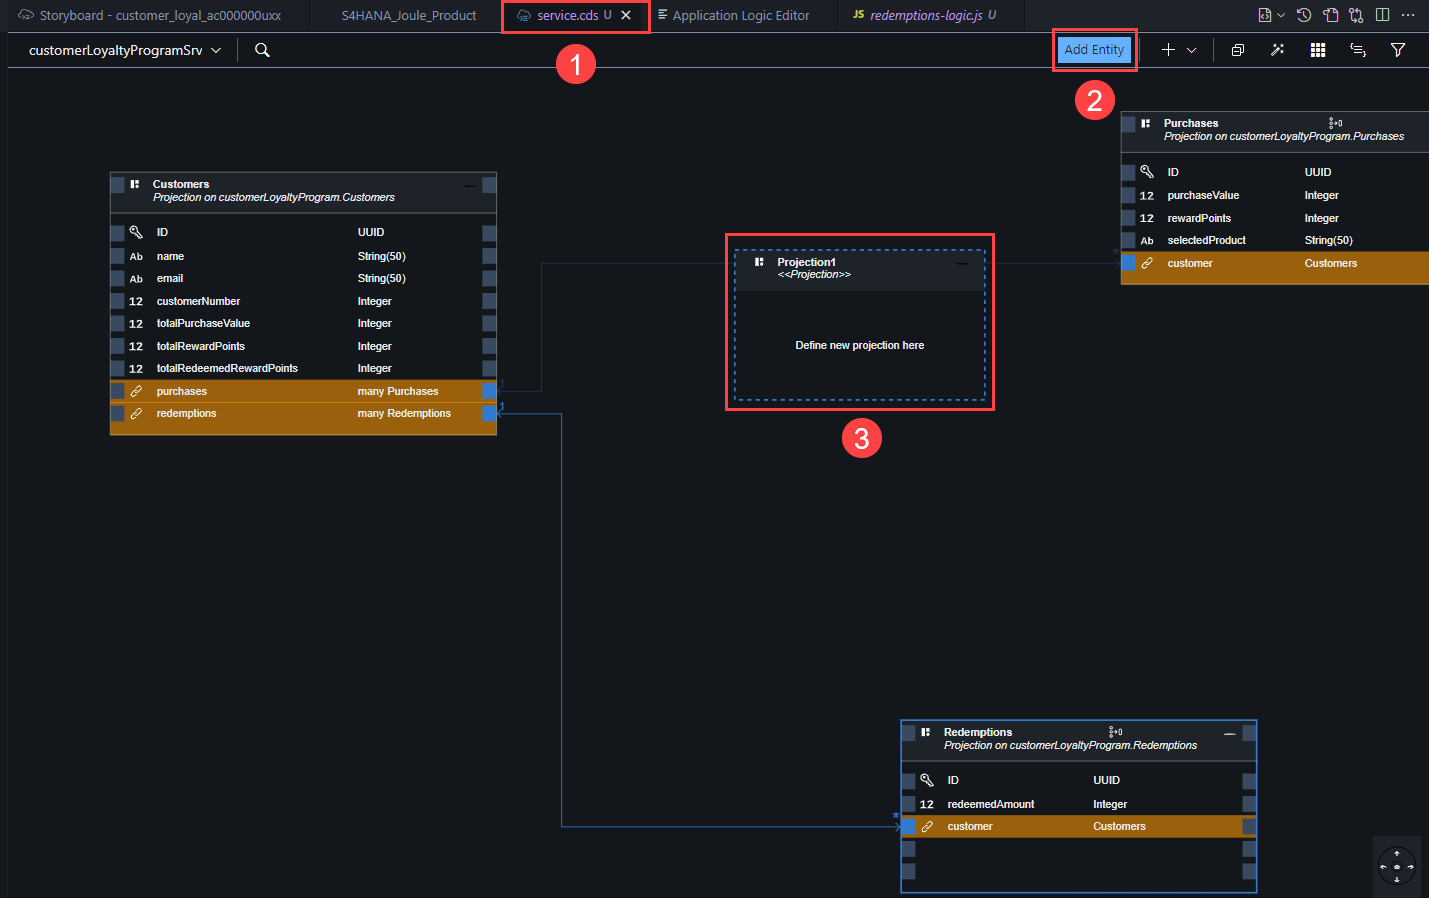 Storyboard - customer_loyal_ac000000uxx
S4HANA_Joule_Product
service.cds U
Application Logic Editor
JS redemptions-logic.js U
customerLoyaltyProgramSrv
Add Entity
1
2
Purchases
Projection on customerLoyaltyProgram.Purchases
ID UUID
12 purchaseValue Integer
12 rewardPoints Integer
Ab selectedProduct String(50)
*
customer Customers
Customers
Projection on customerLoyaltyProgram.Customers
ID UUID
Ab name String(50)
Ab email String(50)
12 customerNumber Integer
12 totalPurchaseValue Integer
12 totalRewardPoints Integer
12 totalRedeemedRewardPoints Integer
purchases many Purchases
1
redemptions many Redemptions
1
Projection1
<<Projection>>
Define new projection here
3
Redemptions
Projection on customerLoyaltyProgram.Redemptions
ID UUID
12 redeemedAmount Integer
*
customer Customers